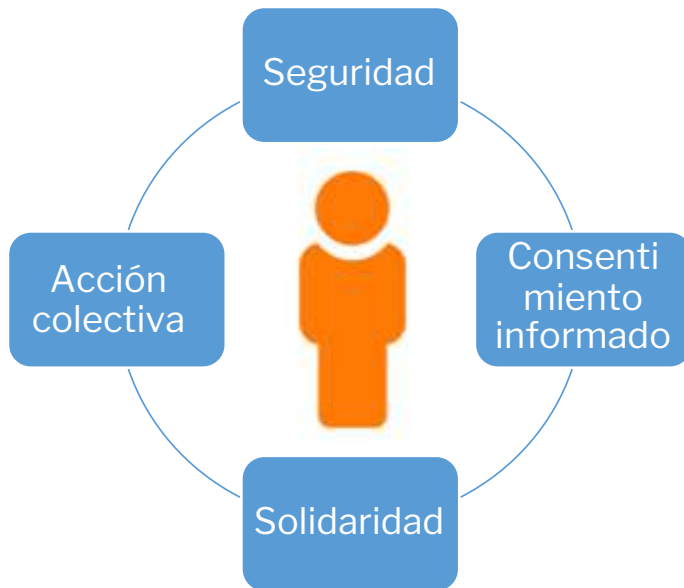 Seguridad
Consenti
miento
informado
Acción
colectiva
Solidaridad